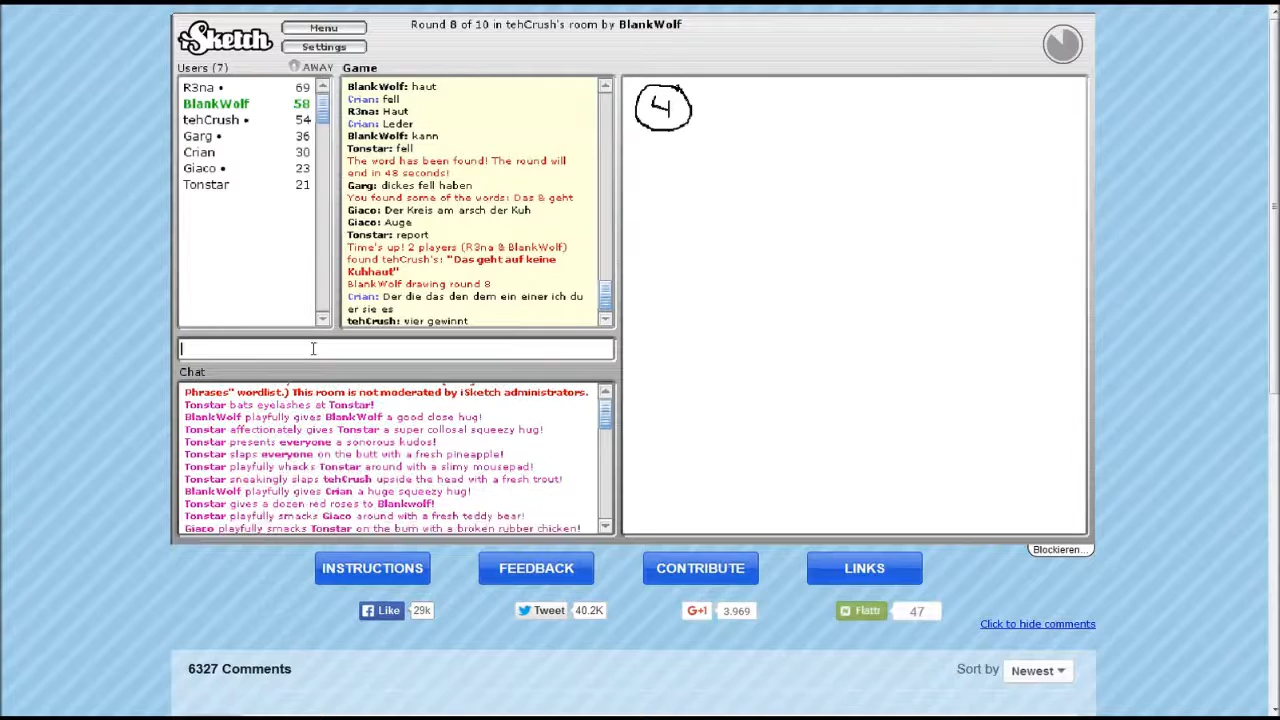 iSketch
Menu
Settings
Round 8 of 10 in tehCrush's room by BlankWolf
Users (7)
AWAY
R3na • 69
BlankWolf 58
tehCrush • 54
Garg • 36
Crian 30
Giaco • 23
Tonstar 21
Game
BlankWolf: haut
Crian: fell
R3na: Haut
Crian: Leder
BlankWolf: kann
Tonstar: fell
The word has been found! The round will
end in 48 seconds!
Garg: dickes fell haben
You found some of the words: Das & geht
Giaco: Der Kreis am arsch der Kuh
Giaco: Auge
Tonstar: report
Time's up! 2 players (R3na & BlankWolf)
found tehCrush's: "Das geht auf keine
Kuhhaut"
BlankWolf drawing round 8
Crian: Der die das den dem ein einer ich du
er sie es
tehCrush: vier gewinnt
4
Chat
Phrases" wordlist.) This room is not moderated by iSketch administrators.
Tonstar bats eyelashes at Tonstar!
BlankWolf playfully gives BlankWolf a good close hug!
Tonstar affectionately gives Tonstar a super collosal squeezy hug!
Tonstar presents everyone a sonorous kudos!
Tonstar slaps everyone on the butt with a fresh pineapple!
Tonstar playfully whacks Tonstar around with a slimy mousepad!
Tonstar sneakingly slaps tehCrush upside the head with a fresh trout!
BlankWolf playfully gives Crian a huge squeezy hug!
Tonstar gives a dozen red roses to Blankwolf!
Tonstar playfully smacks Giaco around with a fresh teddy bear!
Giaco playfully smacks Tonstar on the bum with a broken rubber chicken!
Blockieren...
INSTRUCTIONS
FEEDBACK
CONTRIBUTE
LINKS
Like 29k
Tweet 40.2K
G+1 3.969
Flattr 47
Click to hide comments
6327 Comments
Sort by Newest